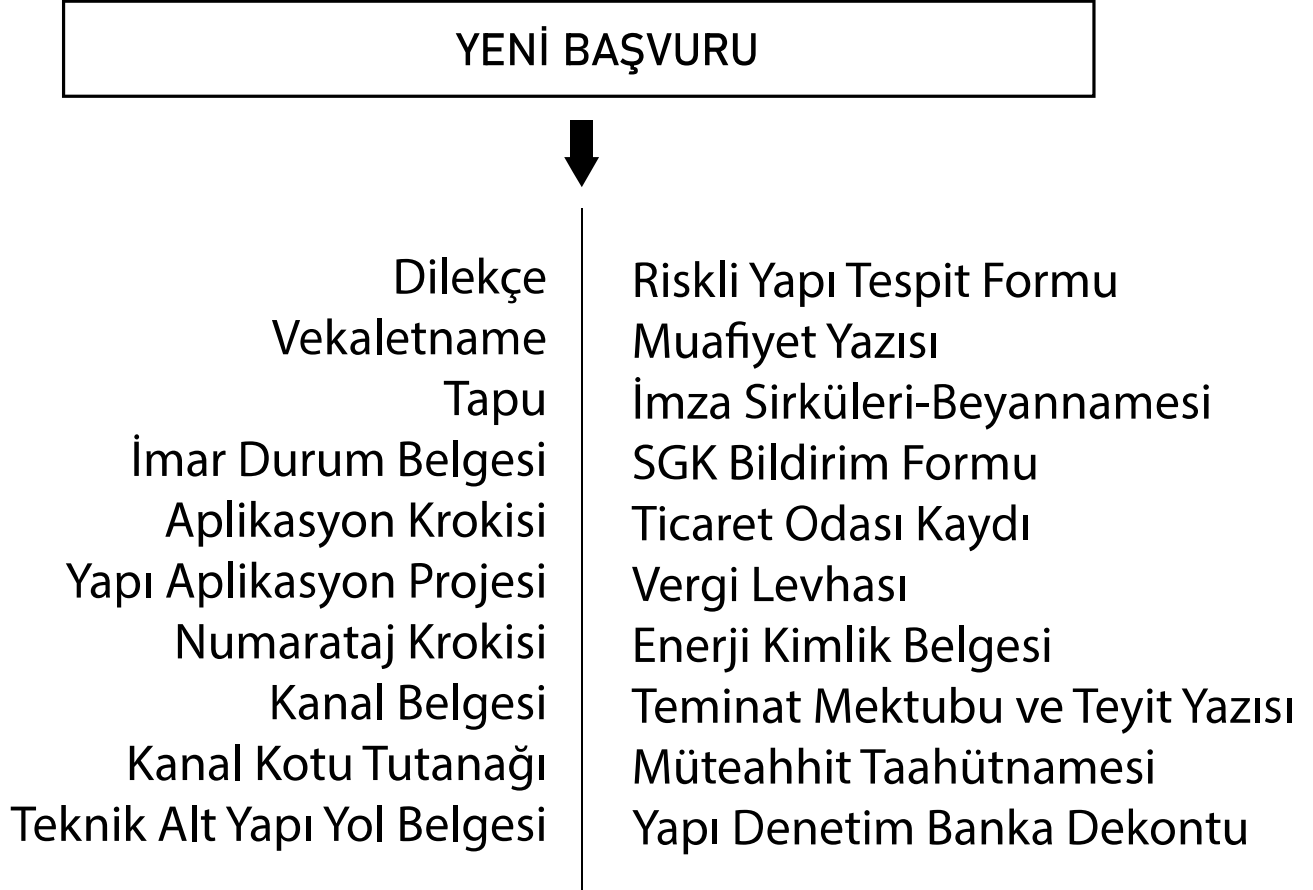 YENİ BAŞVURU
Dilekçe
Vekaletname
Tapu
İmar Durum Belgesi
Aplikasyon Krokisi
Yapı Aplikasyon Projesi
Numarataj Krokisi
Kanal Belgesi
Kanal Kotu Tutanağı
Teknik Alt Yapı Yol Belgesi
Riskli Yapı Tespit Formu
Muafiyet Yazısı
İmza Sirküleri-Beyannamesi
SGK Bildirim Formu
Ticaret Odası Kaydı
Vergi Levhası
Enerji Kimlik Belgesi
Teminat Mektubu ve Teyit Yazısı
Müteahhit Taahütnamesi
Yapı Denetim Banka Dekontu